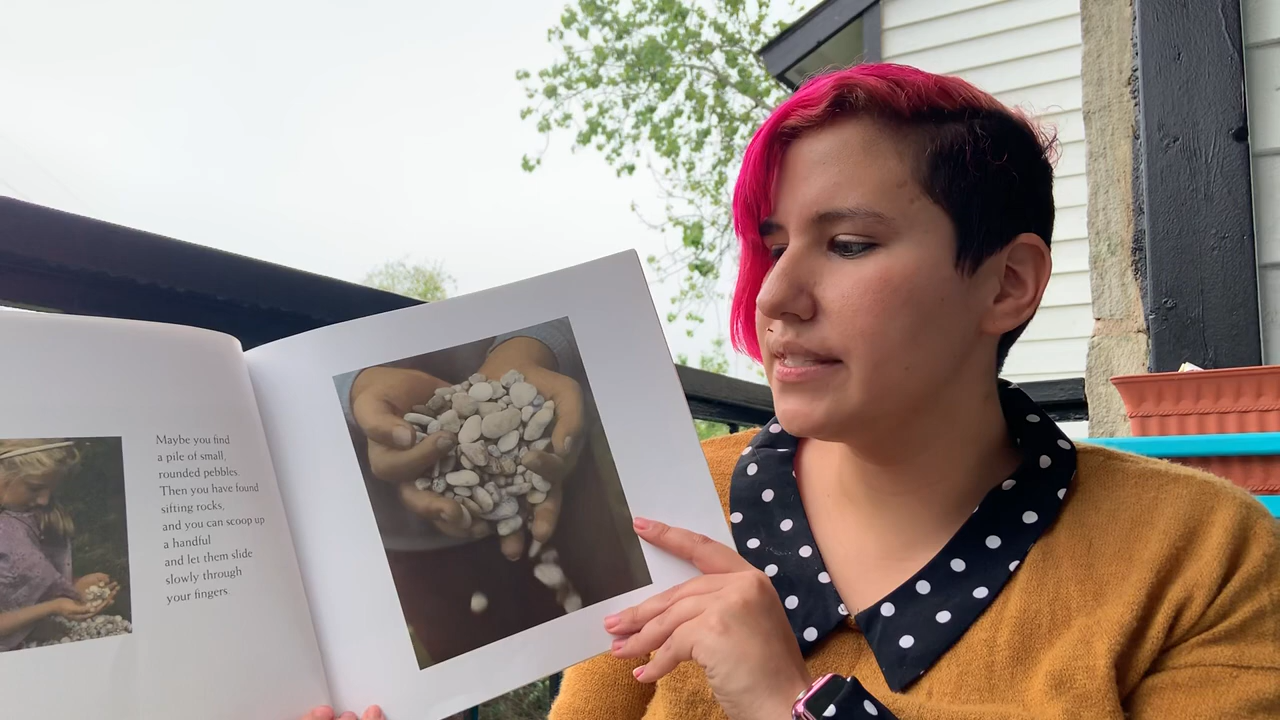 Maybe you find
a pile of small,
rounded pebbles.
Then you have found
sifting rocks,
and you can scoop up
a handful
and let them slide
slowly through
your fingers